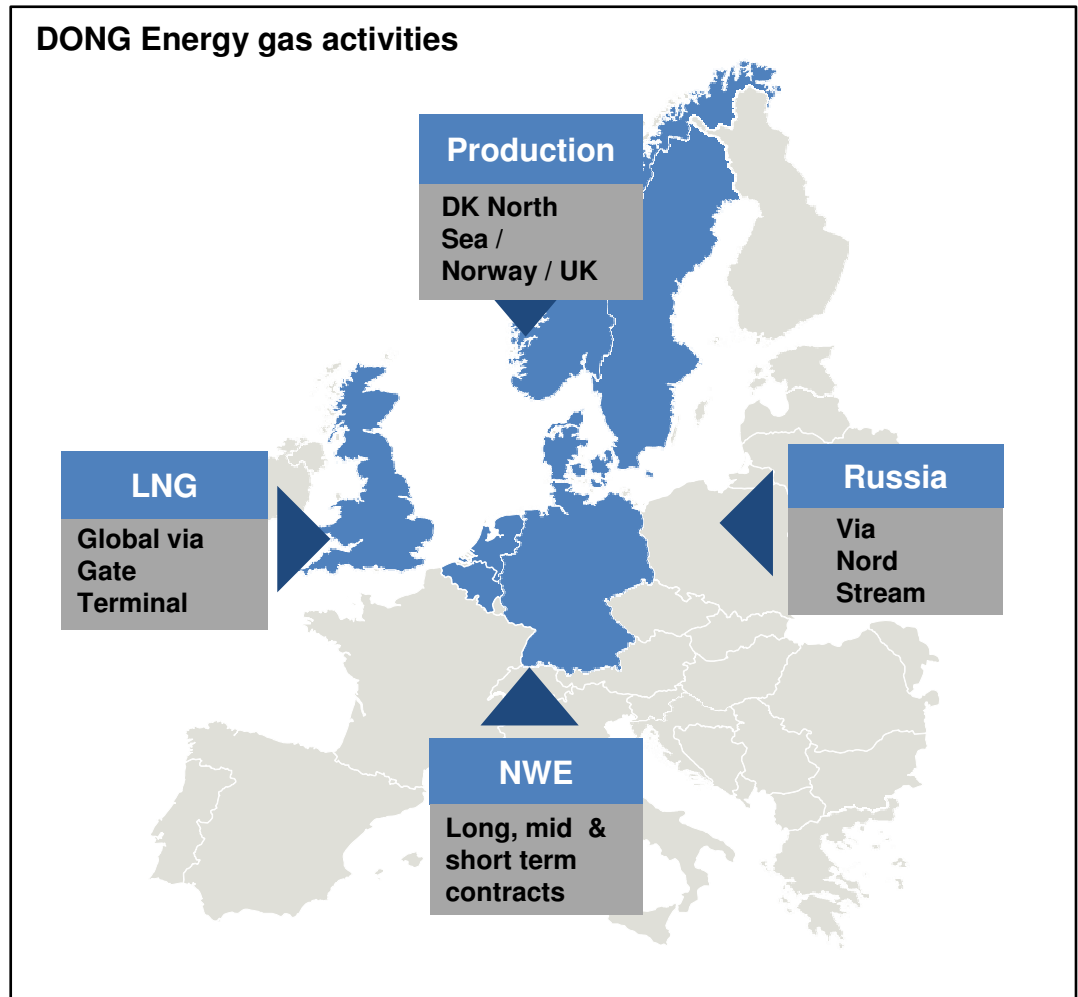 DONG Energy gas activities
Production
DK North
Sea /
Norway / UK
LNG
Global via
Gate
Terminal
Russia
Via
Nord
Stream
NWE
Long, mid & 
short term
contracts